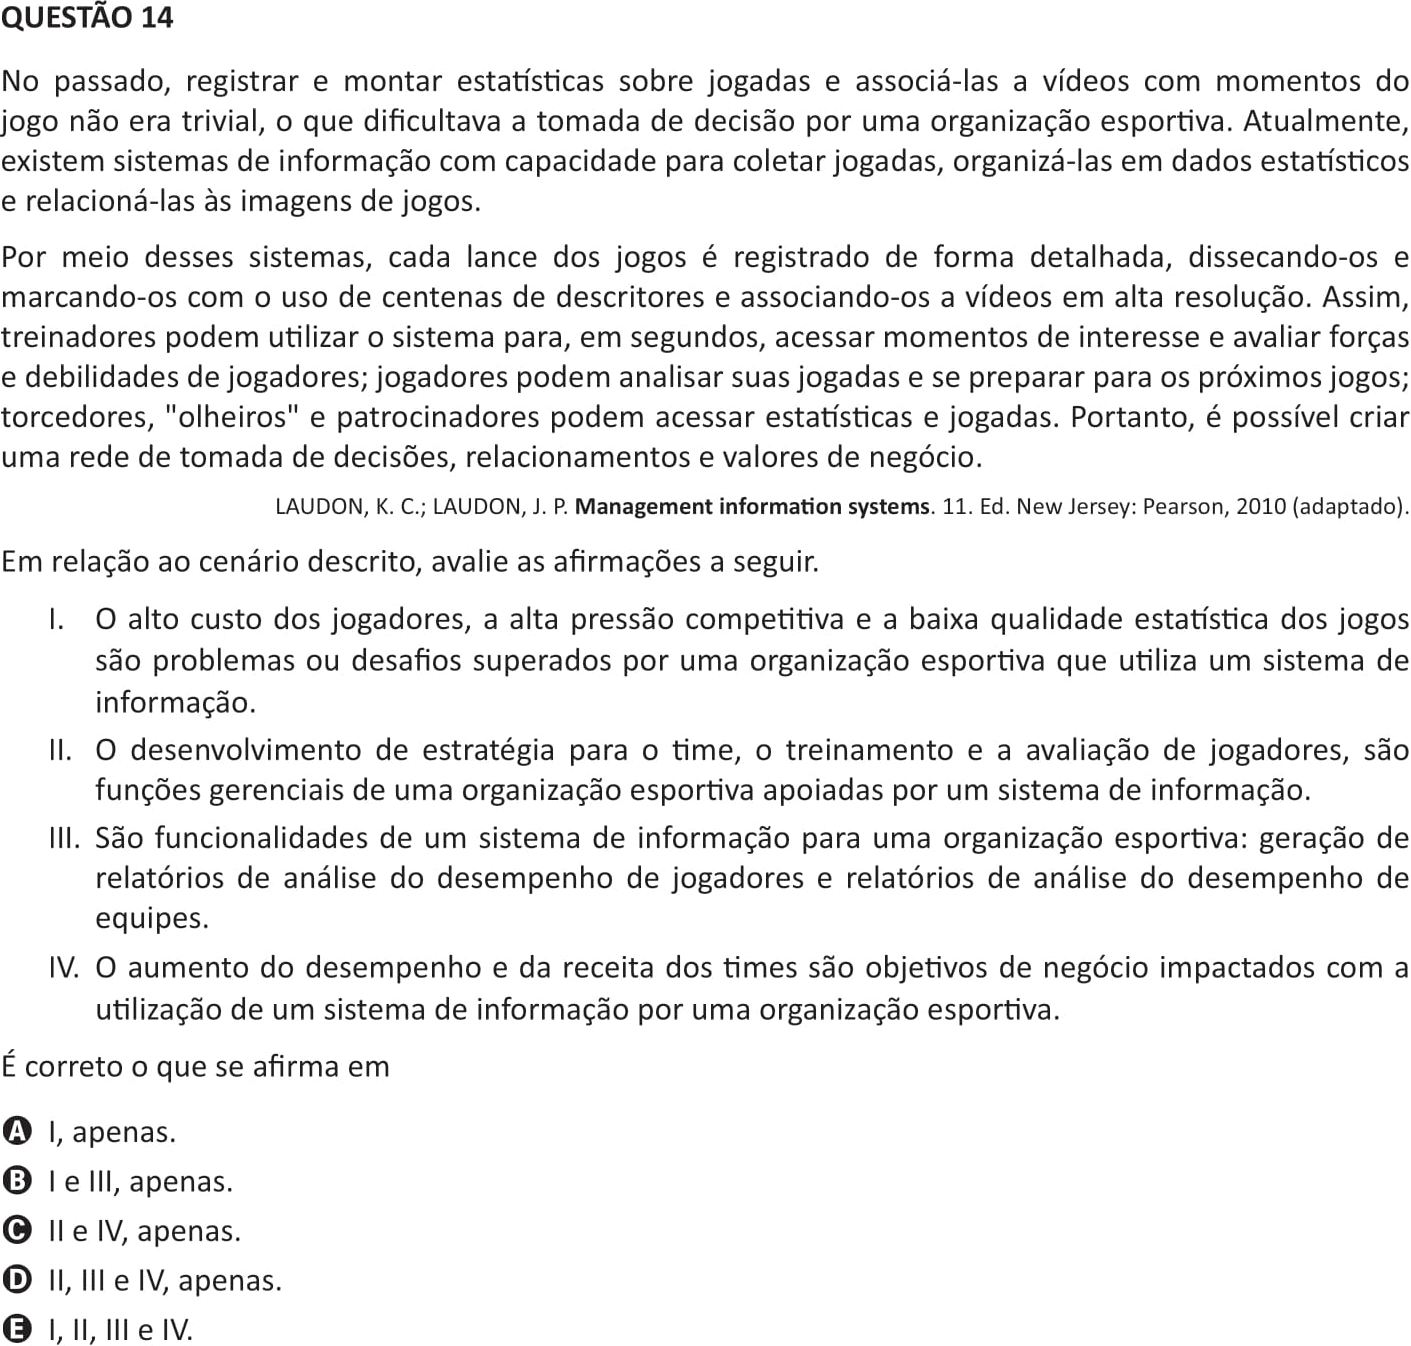 QUESTÃO 14
No passado, registrar e montar estatísticas sobre jogadas e associá-las a vídeos com momentos do
jogo não era trivial, o que dificultava a tomada de decisão por uma organização esportiva. Atualmente,
existem sistemas de informação com capacidade para coletar jogadas, organizá-las em dados estatísticos
e relacioná-las às imagens de jogos.
Por meio desses sistemas, cada lance dos jogos é registrado de forma detalhada, dissecando-os e
marcando-os com o uso de centenas de descritores e associando-os a vídeos em alta resolução. Assim,
treinadores podem utilizar o sistema para, em segundos, acessar momentos de interesse e avaliar forças
e debilidades de jogadores; jogadores podem analisar suas jogadas e se preparar para os próximos jogos;
torcedores, "olheiros" e patrocinadores podem acessar estatísticas e jogadas. Portanto, é possível criar
uma rede de tomada de decisões, relacionamentos e valores de negócio.
LAUDON, K. C.; LAUDON, J. P. Management information systems. 11. Ed. New Jersey: Pearson, 2010 (adaptado).
Em relação ao cenário descrito, avalie as afirmações a seguir.
I. O alto custo dos jogadores, a alta pressão competitiva e a baixa qualidade estatística dos jogos
são problemas ou desafios superados por uma organização esportiva que utiliza um sistema de
informação.
II. O desenvolvimento de estratégia para o time, o treinamento e a avaliação de jogadores, são
funções gerenciais de uma organização esportiva apoiadas por um sistema de informação.
III. São funcionalidades de um sistema de informação para uma organização esportiva: geração de
relatórios de análise do desempenho de jogadores e relatórios de análise do desempenho de
equipes.
IV. O aumento do desempenho e da receita dos times são objetivos de negócio impactados com a
utilização de um sistema de informação por uma organização esportiva.
É correto o que se afirma em
A I, apenas.
B I e III, apenas.
C II e IV, apenas.
D II, III e IV, apenas.
E I, II, III e IV.